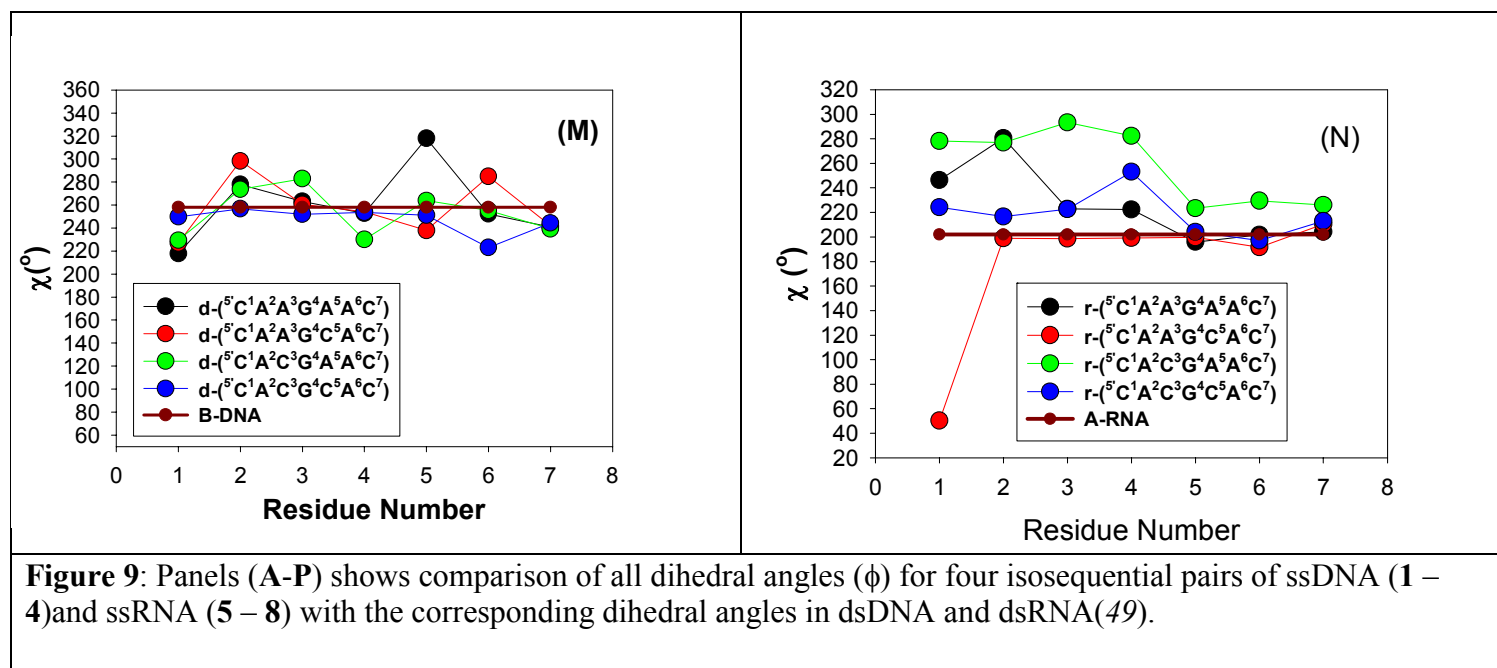 360
340
320
300
280
260
240
220
200
180
160
140
120
100
80
60
χ(º)
(M)
d-(⁵'C¹A²A³G⁴A⁵A⁶C⁷)
d-(⁵'C¹A²A³G⁴C⁵A⁶C⁷)
d-(⁵'C¹A²C³G⁴A⁵A⁶C⁷)
d-(⁵'C¹A²C³G⁴C⁵A⁶C⁷)
B-DNA
0 1 2 3 4 5 6 7 8
Residue Number
320
300
280
260
240
220
200
180
160
140
120
100
80
60
40
20
χ (º)
(N)
r-(⁵'C¹A²A³G⁴A⁵A⁶C⁷)
r-(⁵'C¹A²A³G⁴C⁵A⁶C⁷)
r-(⁵'C¹A²C³G⁴A⁵A⁶C⁷)
r-(⁵'C¹A²C³G⁴C⁵A⁶C⁷)
A-RNA
0 1 2 3 4 5 6 7 8
Residue Number
Figure 9: Panels (A-P) shows comparison of all dihedral angles (ϕ) for four isosequential pairs of ssDNA (1 –
4)and ssRNA (5 – 8) with the corresponding dihedral angles in dsDNA and dsRNA(49).